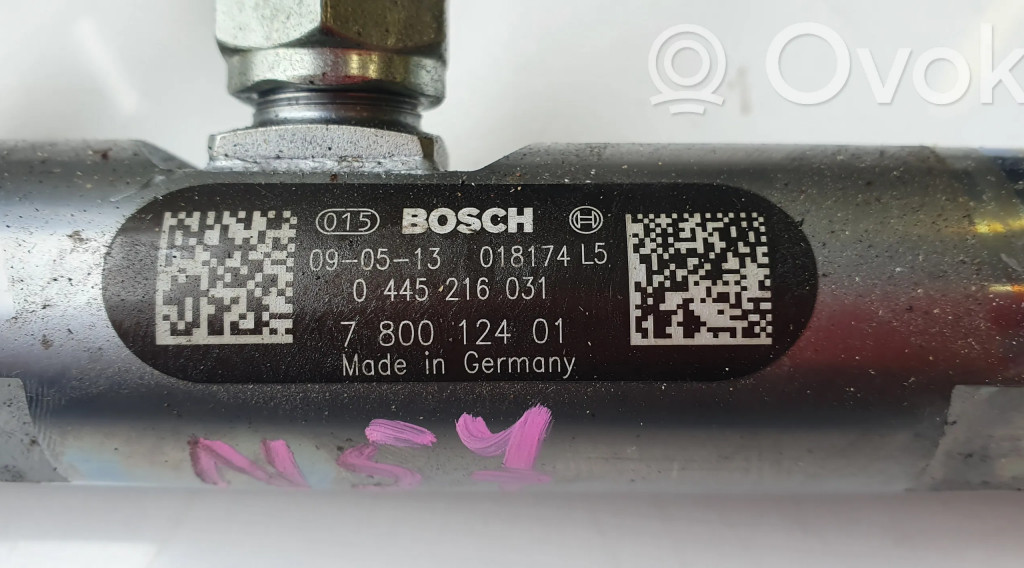 Ovok
015 BOSCH
09-05-13 018174 L5
0 445 216 031
7 800 124 01
Made in Germany
N57